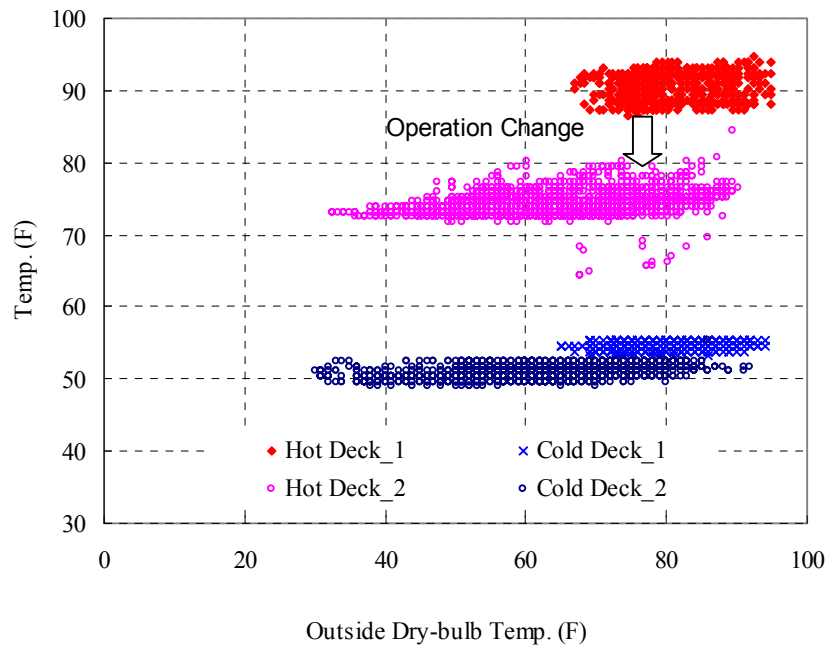 100
90
80
70
60
50
40
30
Temp. (F)
Operation Change
Hot Deck_1 Cold Deck_1
Hot Deck_2 Cold Deck_2
0 20 40 60 80 100
Outside Dry-bulb Temp. (F)